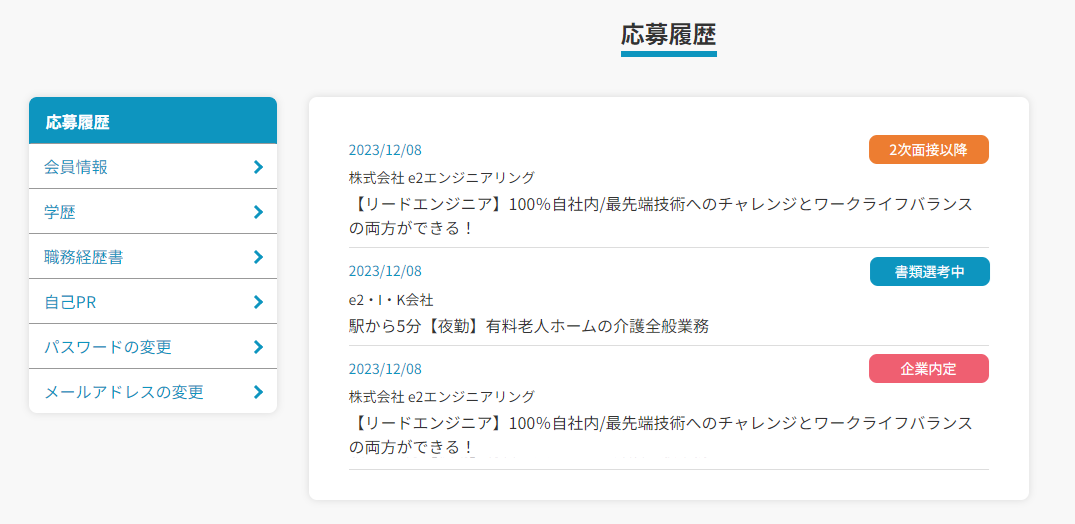 応募履歴
応募履歴
会員情報
学歴
職務経歴書
自己PR
パスワードの変更
メールアドレスの変更
2023/12/08
2次面接以降
株式会社 e2エンジニアリング
【リードエンジニア】100%自社内/最先端技術へのチャレンジとワークライフバランス
の両方ができる！
2023/12/08
書類選考中
e2・I・K会社
駅から5分【夜勤】有料老人ホームの介護全般業務
2023/12/08
企業内定
株式会社 e2エンジニアリング
【リードエンジニア】100%自社内/最先端技術へのチャレンジとワークライフバランス
の両方ができる！